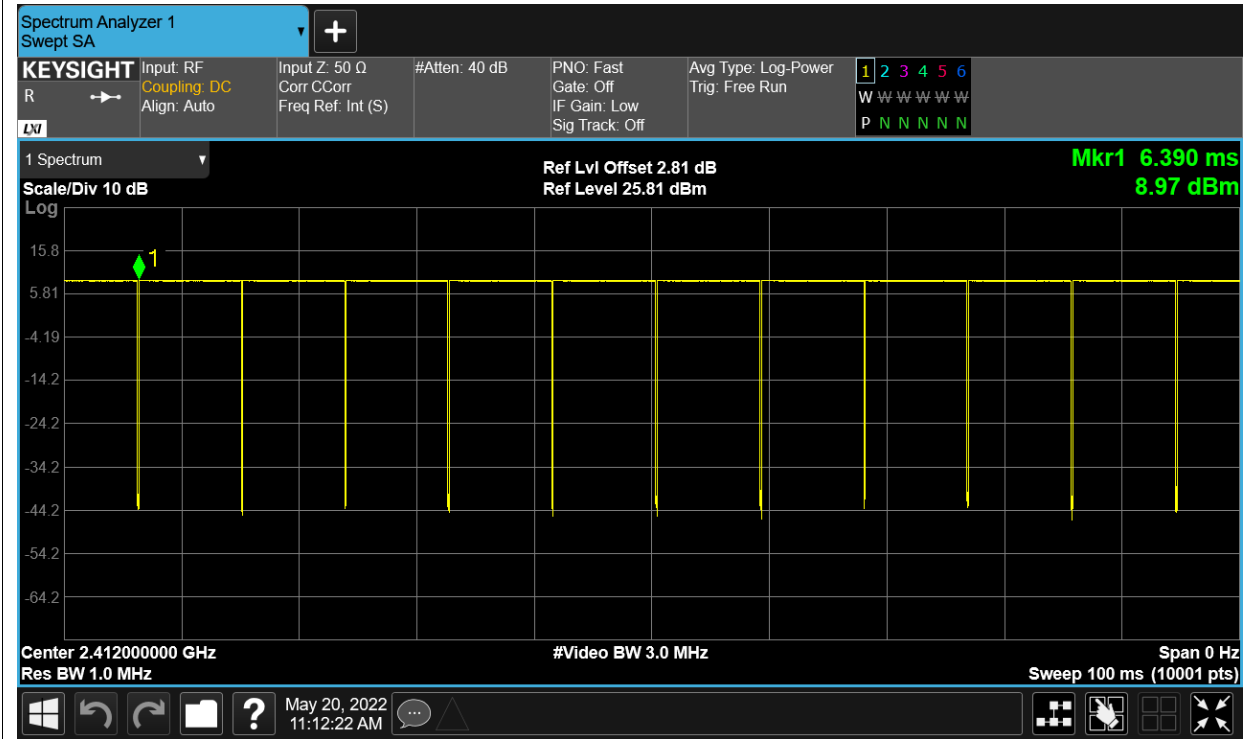 Spectrum Analyzer 1
Swept SA
KEYSIGHT
R
LXI
Input: RF
Coupling: DC
Align: Auto
Input Z: 50 Ω
Corr CCorr
Freq Ref: Int (S)
#Atten: 40 dB
PNO: Fast
Gate: Off
IF Gain: Low
Sig Track: Off
Avg Type: Log-Power
Trig: Free Run
1 2 3 4 5 6
W W W W W W
P N N N N N
1 Spectrum
Scale/Div 10 dB
Log
Ref Lvl Offset 2.81 dB
Ref Level 25.81 dBm
Mkr1 6.390 ms
8.97 dBm
1
15.8
5.81
-4.19
-14.2
-24.2
-34.2
-44.2
-54.2
-64.2
Center 2.412000000 GHz
Res BW 1.0 MHz
#Video BW 3.0 MHz
Span 0 Hz
Sweep 100 ms (10001 pts)
?
May 20, 2022
11:12:22 AM